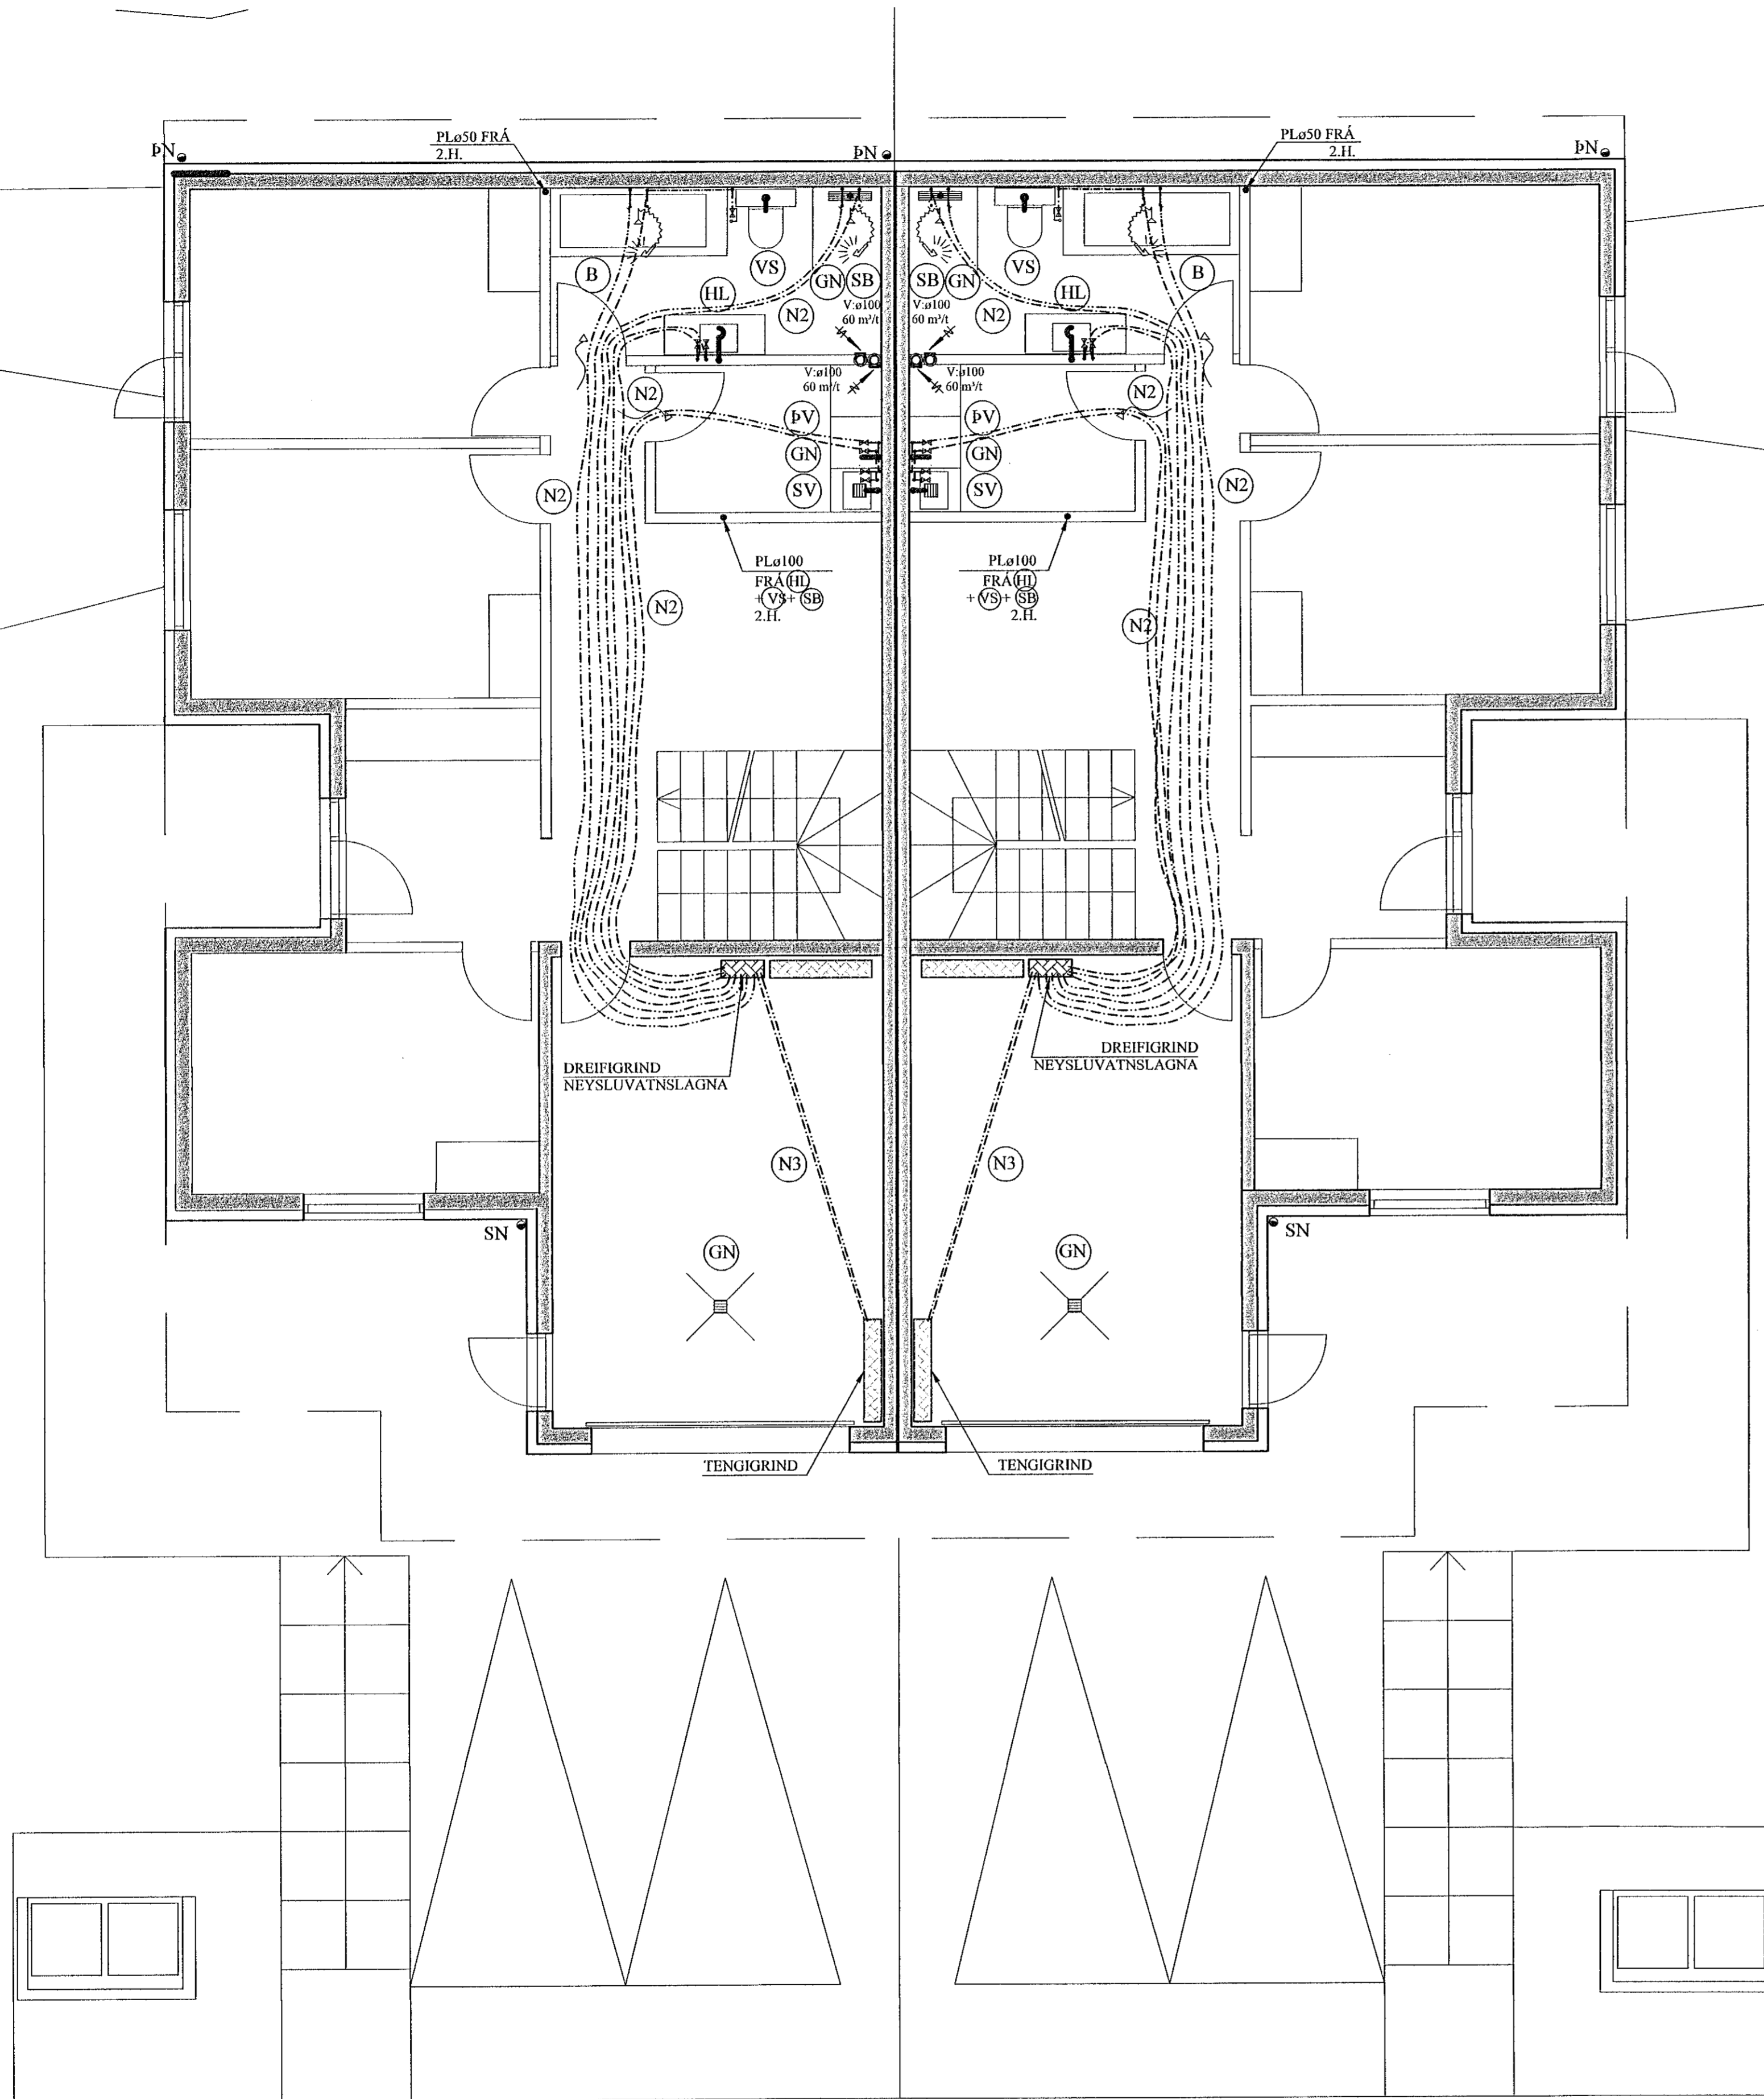 PLø50 FRÁ
2.H.
PLø50 FRÁ
2.H.
ÞN
ÞN
ÞN
B
VS
GN
SB
SB
GN
VS
B
HL
N2
V:ø100
60 m³/t
V:ø100
60 m³/t
N2
HL
V:ø100
60 m³/t
V:ø100
60 m³/t
N2
N2
ÞV
ÞV
GN
GN
N2
SV
SV
N2
PLø100
FRÁ HL
+ VS + SB
2.H.
PLø100
FRÁ HL
+ VS + SB
2.H.
N2
N2
DREIFIGRIND
NEYSLUVATNSLAGNA
DREIFIGRIND
NEYSLUVATNSLAGNA
N3
N3
SN
SN
GN
GN
TENGIGRIND
TENGIGRIND